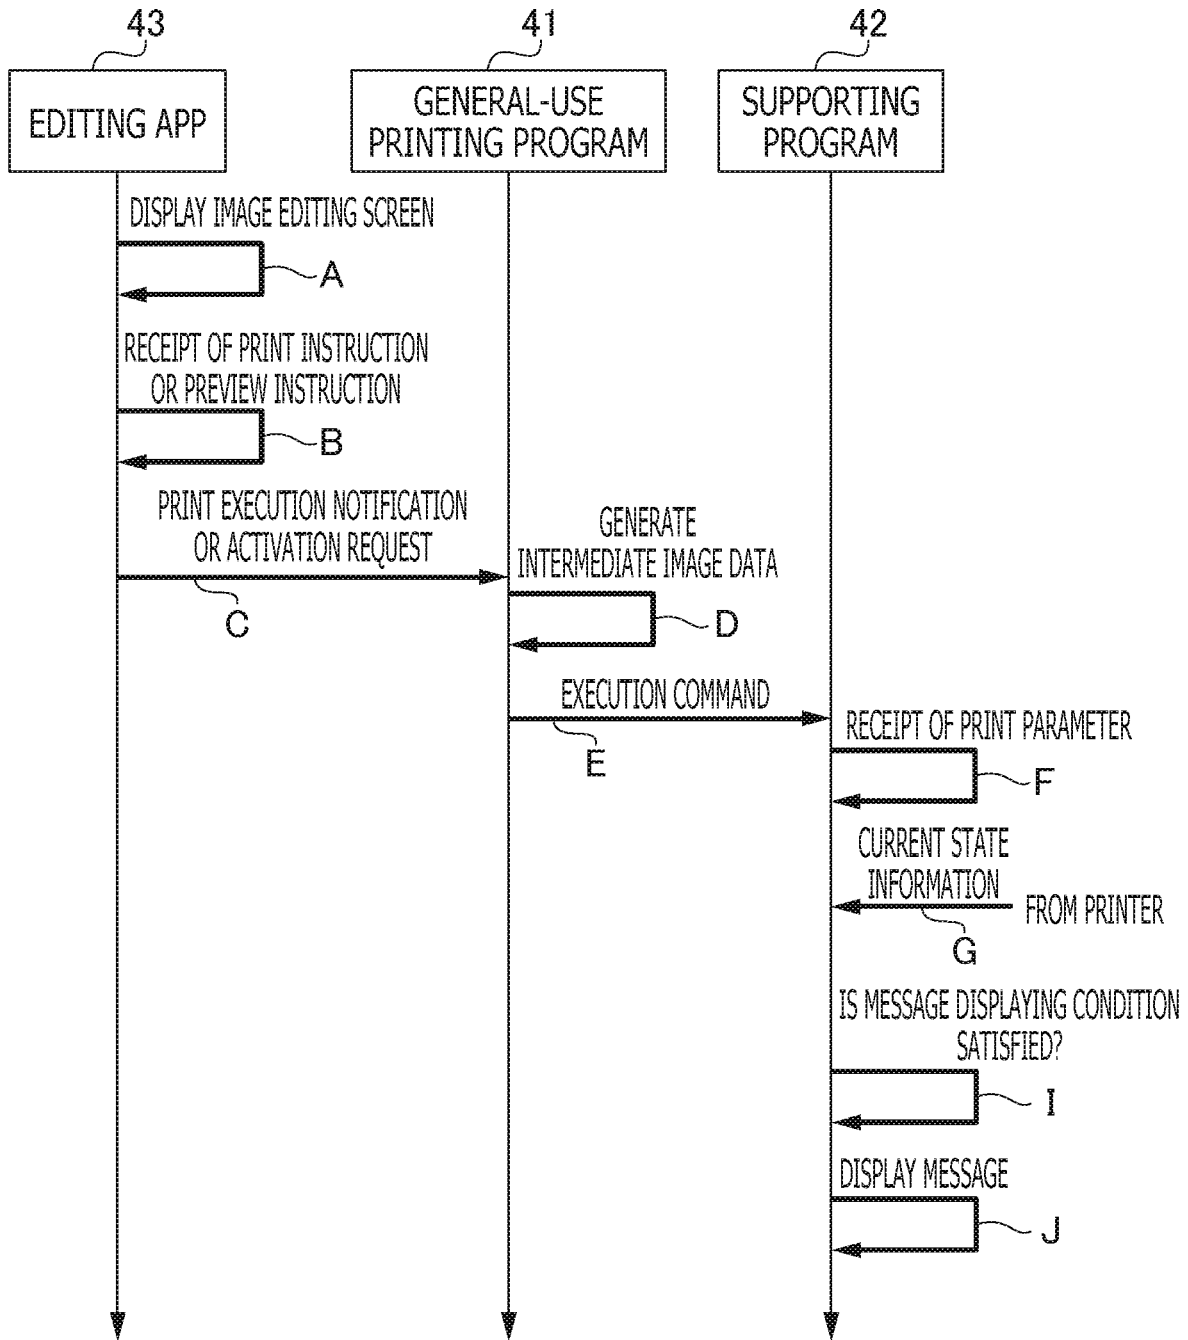 43
41
42
EDITING APP
GENERAL-USE
PRINTING PROGRAM
SUPPORTING
PROGRAM
DISPLAY IMAGE EDITING SCREEN
A
RECEIPT OF PRINT INSTRUCTION
OR PREVIEW INSTRUCTION
B
PRINT EXECUTION NOTIFICATION
OR ACTIVATION REQUEST
C
GENERATE
INTERMEDIATE IMAGE DATA
D
EXECUTION COMMAND
E
RECEIPT OF PRINT PARAMETER
F
CURRENT STATE
INFORMATION
FROM PRINTER
G
IS MESSAGE DISPLAYING CONDITION
SATISFIED?
I
DISPLAY MESSAGE
J